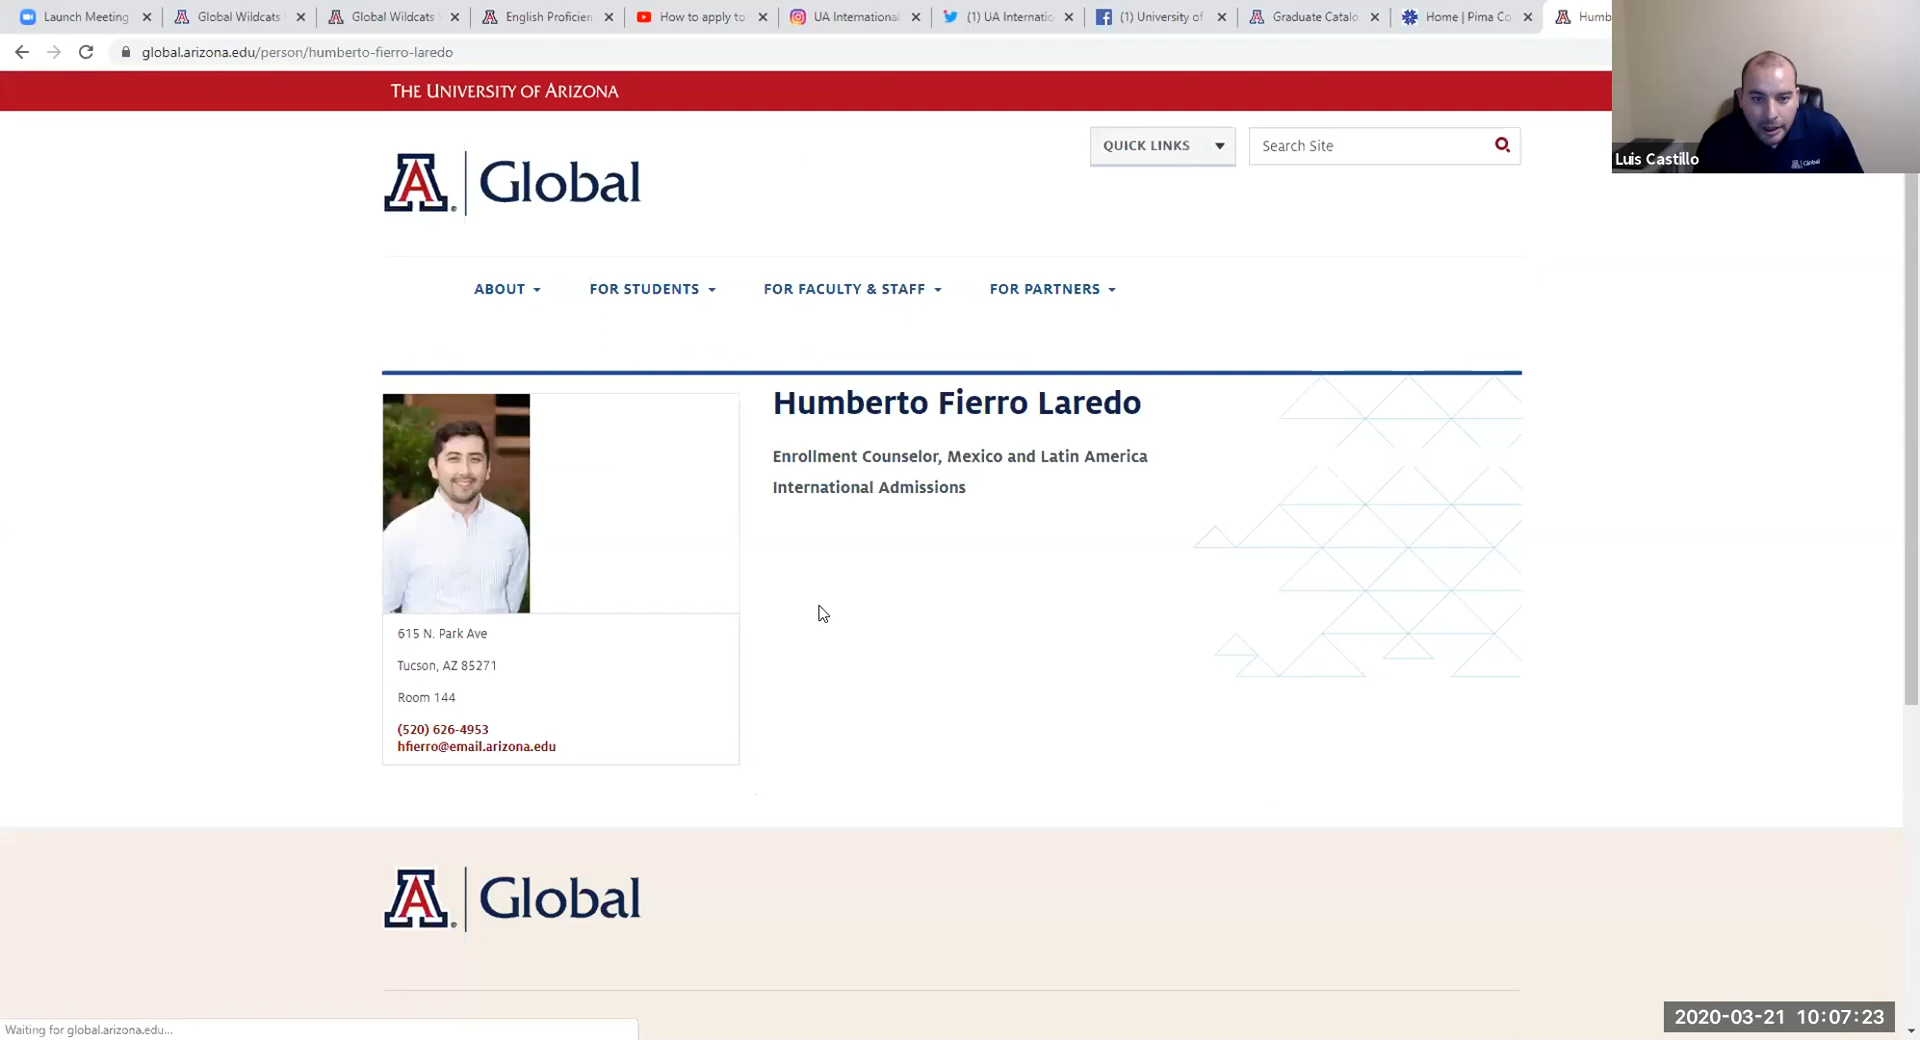 Launch Meeting
Global Wildcats
Global Wildcats
English Proficien
How to apply to
UA International
(1) UA Internatio
(1) University of
Graduate Catalo
Home | Pima Co
Humb
global.arizona.edu/person/humberto-fierro-laredo
THE UNIVERSITY OF ARIZONA
QUICK LINKS
Search Site
Luis Castillo
A Global
ABOUT
FOR STUDENTS
FOR FACULTY & STAFF
FOR PARTNERS
Humberto Fierro Laredo
Enrollment Counselor, Mexico and Latin America
International Admissions
615 N. Park Ave
Tucson, AZ 85271
Room 144
(520) 626-4953
hfierro@email.arizona.edu
A Global
Waiting for global.arizona.edu...
2020-03-21 10:07:23